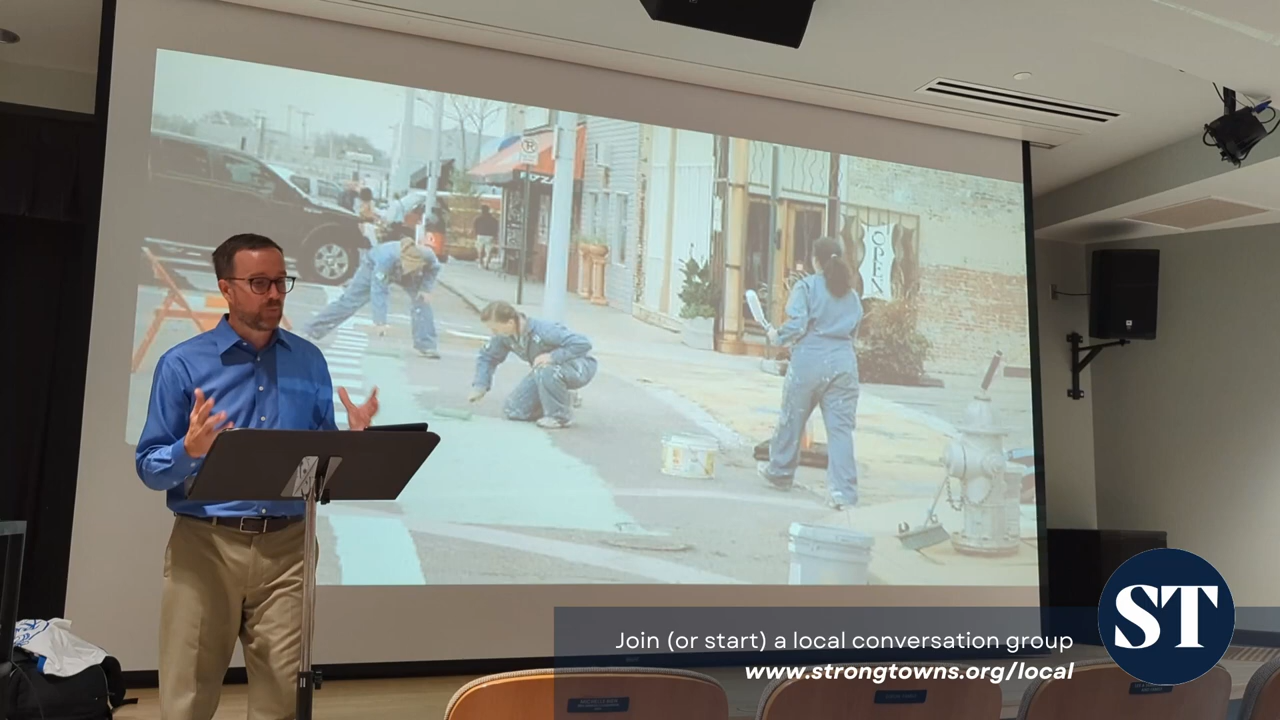 OPEN
Join (or start) a local conversation group
www.strongtowns.org/local
ST